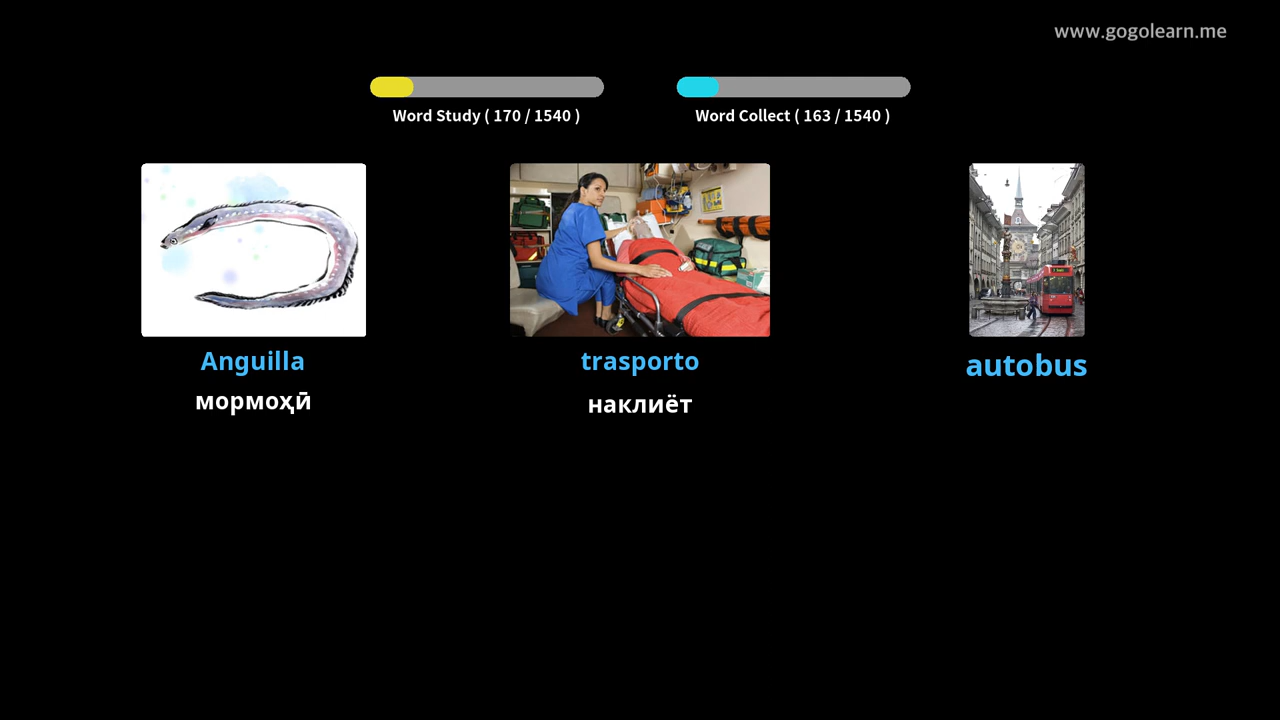 www.gogolearn.me
Word Study ( 170 / 1540 )
Word Collect ( 163 / 1540 )
Anguilla
мормоҳӣ
trasporto
наклиёт
autobus